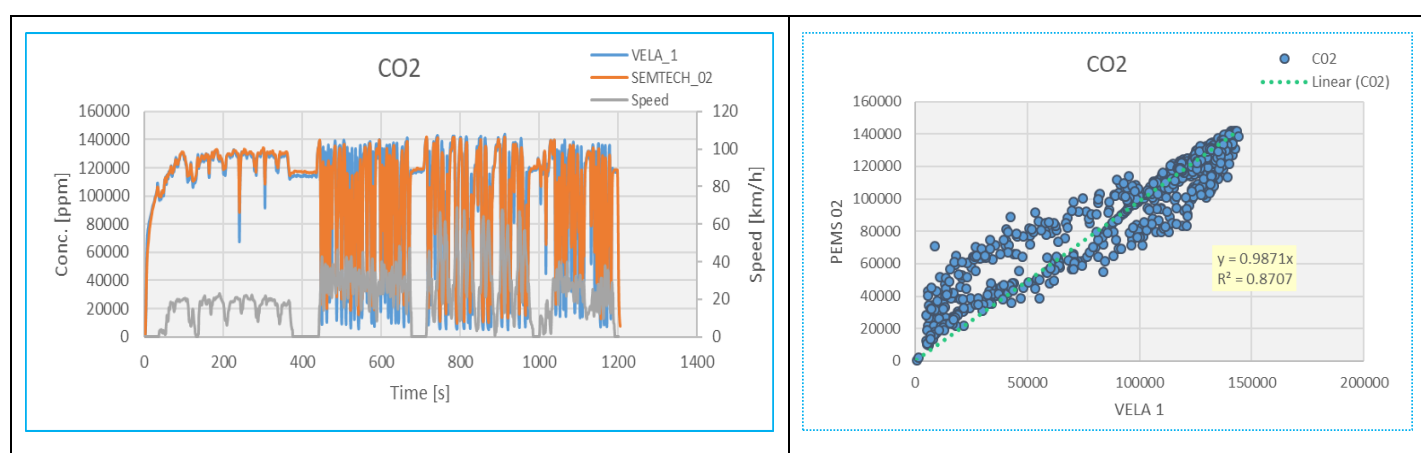 CO2
VELA_1
SEMTECH_02
Speed
160000
140000
120000
100000
80000
60000
40000
20000
0
Conc. [ppm]
120
100
80
60
40
20
0
Speed [km/h]
0
200
400
600
800
1000
1200
1400
Time [s]
CO2
CO2
Linear (CO2)
160000
140000
120000
100000
80000
60000
40000
20000
0
PEMS 02
y = 0.9871x
R² = 0.8707
0
50000
100000
150000
200000
VELA 1